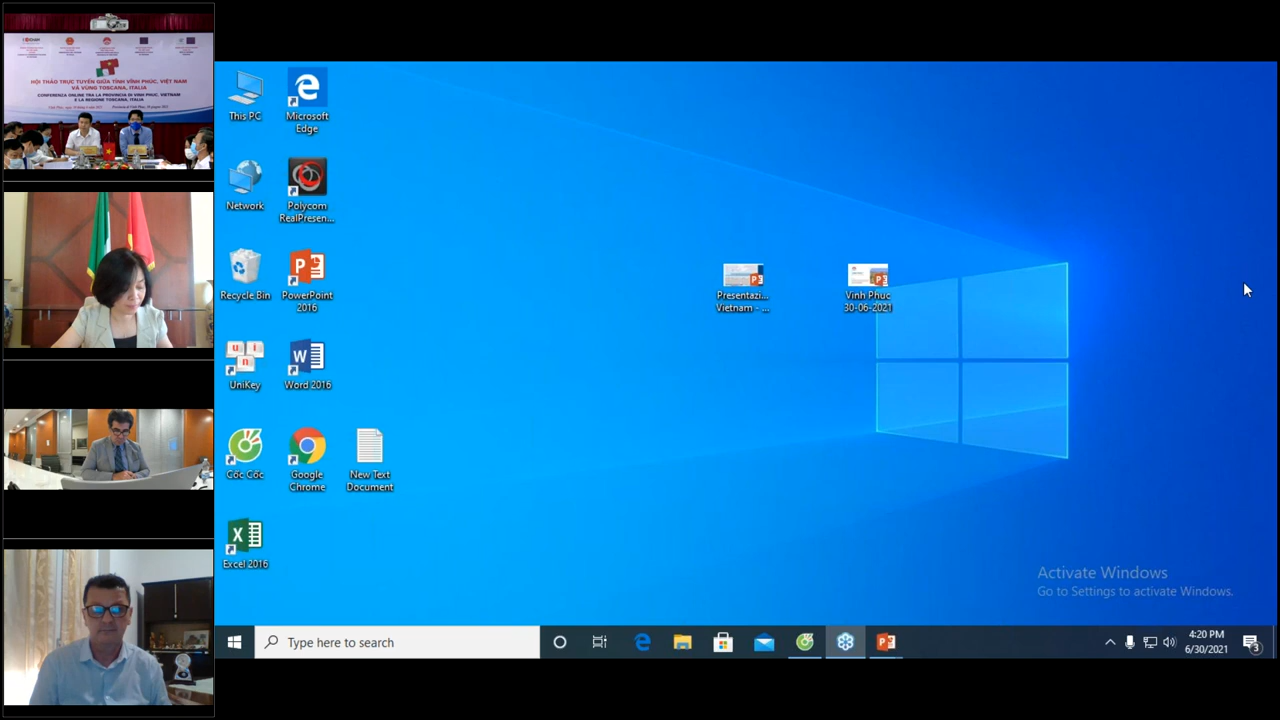 HỘI THẢO TRỰC TUYẾN GIỮA TỈNH VĨNH PHÚC, VIỆT NAM
VÀ VÙNG TOSCANA, ITALIA
CONFERENZA ONLINE TRA LA PROVINCIA DI VINH PHUC, VIETNAM
E LA REGIONE TOSCANA, ITALIA
This PC
Microsoft
Edge
Network
Polycom
RealPresen...
Recycle Bin
PowerPoint
2016
Presentazi...
Vietnam - ...
Vinh Phuc
30-06-2021
UniKey
Word 2016
Cốc Cốc
Google
Chrome
New Text
Document
Excel 2016
Activate Windows
Go to Settings to activate Windows.
Type here to search
4:20 PM
6/30/2021
3